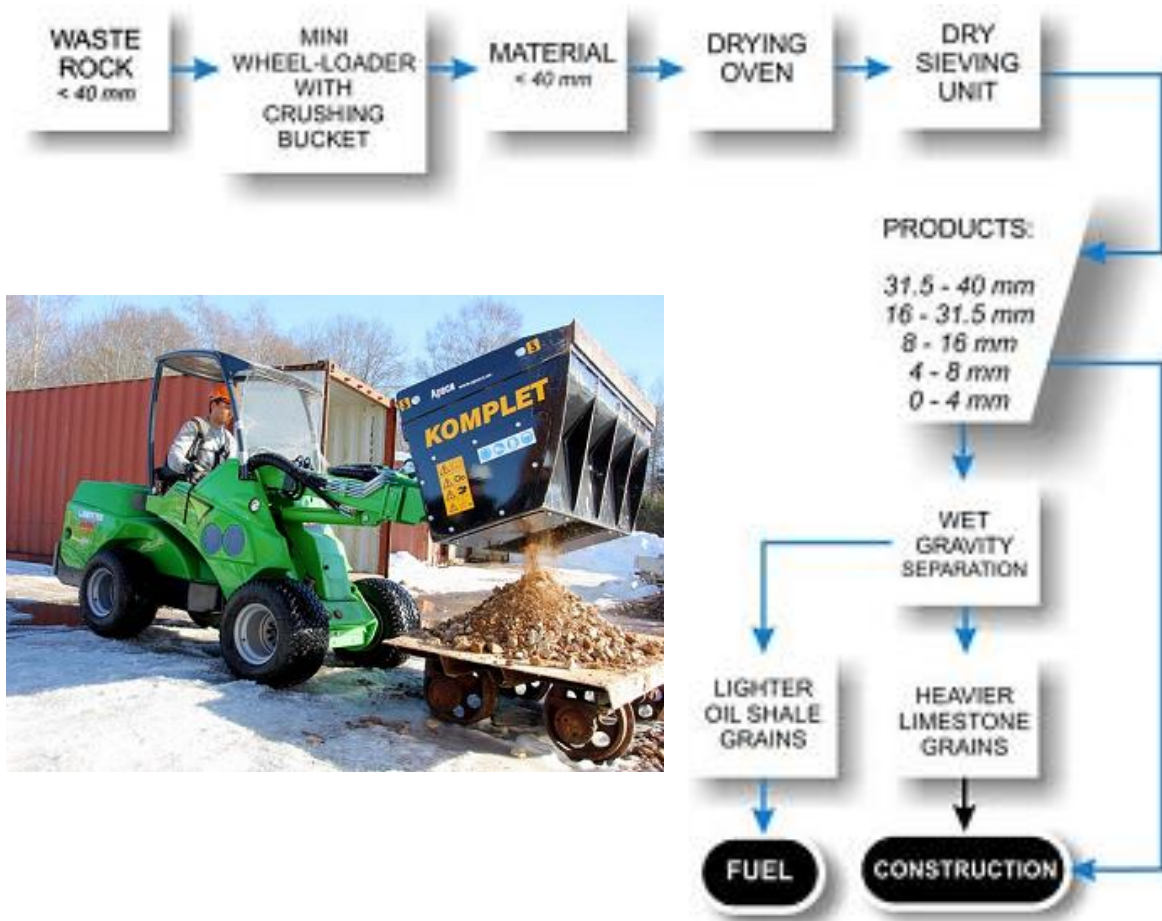 WASTE
ROCK
< 40 mm
MINI
WHEEL-LOADER
WITH
CRUSHING
BUCKET
MATERIAL
< 40 mm
DRYING
OVEN
DRY
SIEVING
UNIT
PRODUCTS:
31.5 - 40 mm
16 - 31.5 mm
8 - 16 mm
4 - 8 mm
0 - 4 mm
KOMPLET
WET
GRAVITY
SEPARATION
LIGHTER
OIL SHALE
GRAINS
HEAVIER
LIMESTONE
GRAINS
FUEL
CONSTRUCTION